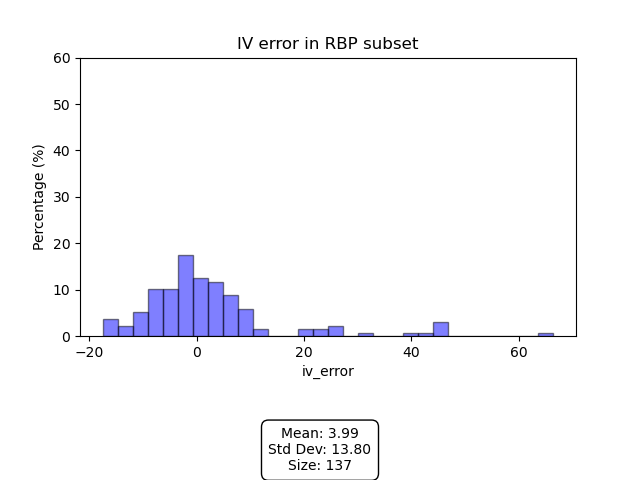 IV error in RBP subset
60
50
40
30
20
10
0
Percentage (%)
−20
0
20
40
60
iv_error
Mean: 3.99
Std Dev: 13.80
Size: 137